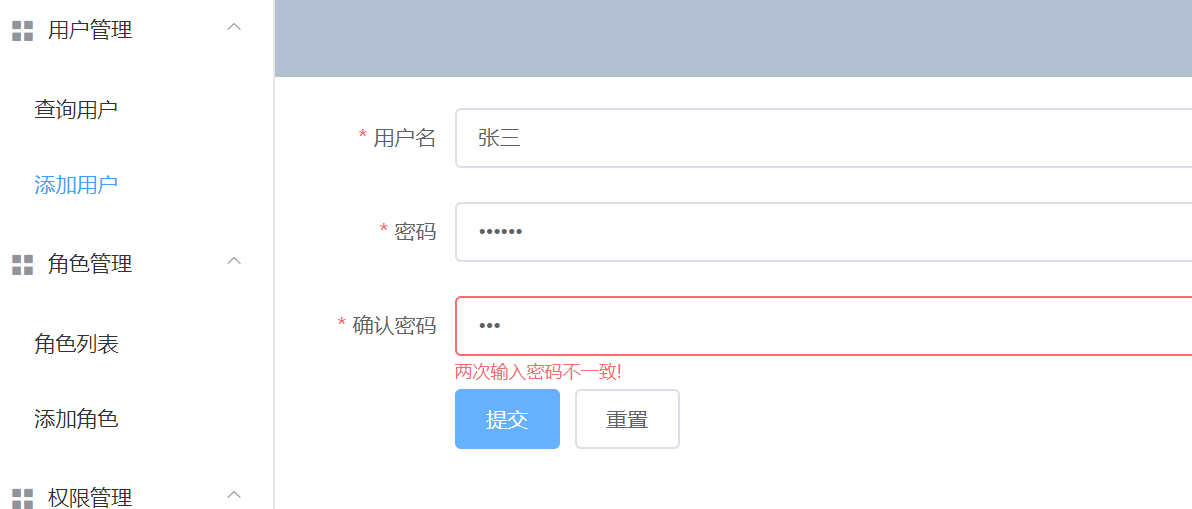 用户管理
查询用户
添加用户
角色管理
角色列表
添加角色
权限管理
* 用户名 张三
* 密码 ••••••
* 确认密码 •••
两次输入密码不一致!
提交 重置